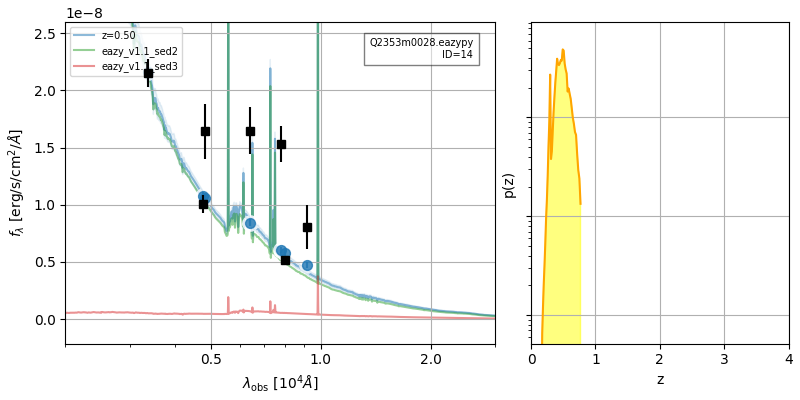 1e−8
z=0.50
eazy_v1.1_sed2
eazy_v1.1_sed3
Q2353m0028.eazypy
ID=14
2.5
2.0
1.5
1.0
0.5
0.0
fλ [erg/s/cm²/Å]
0.5
1.0
2.0
λobs [10⁴Å]
p(z)
0
1
2
3
4
z